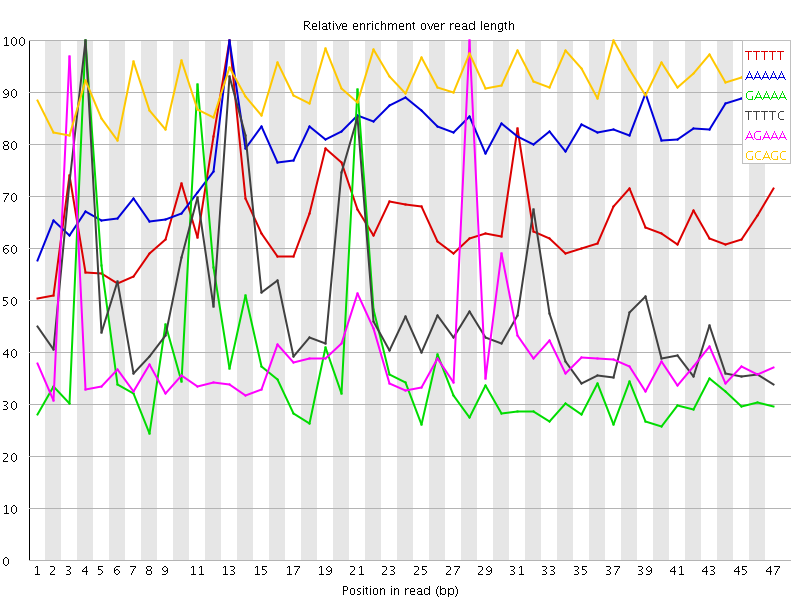 Relative enrichment over read length
100
90
80
70
60
50
40
30
20
10
0
TTTTT
AAAAA
GAAAA
TTTTC
AGAAA
GCAGC
1 2 3 4 5 6 7 8 9 11 13 15 17 19 21 23 25 27 29 31 33 35 37 39 41 43 45 47
Position in read (bp)